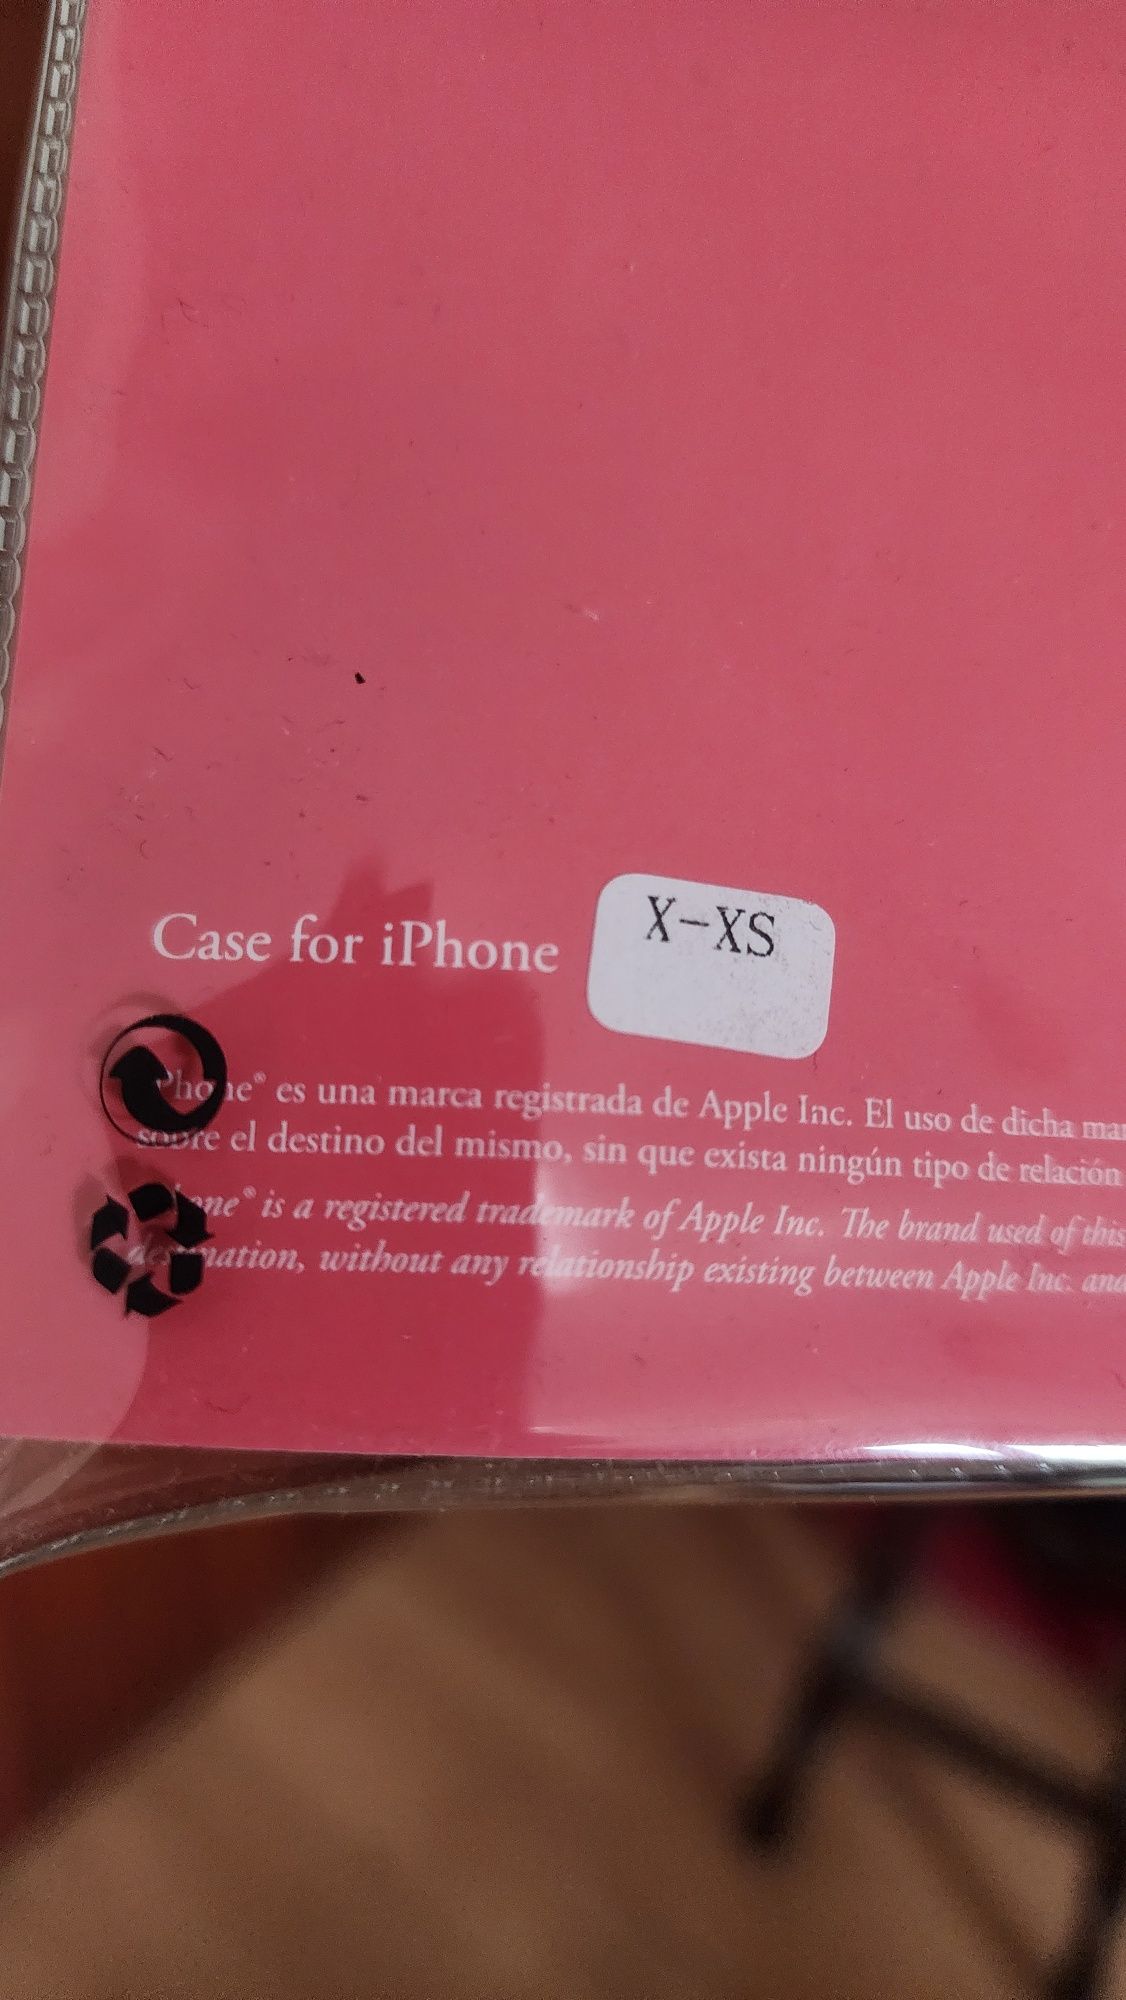 Case for iPhone
X-XS
es una marca registrada de Apple Inc. El uso de dicha
sobre el destino del mismo, sin que exista ningún tipo de relación
is a registered trademark of Apple Inc. The brand used of this
without any relationship existing between Apple Inc. and